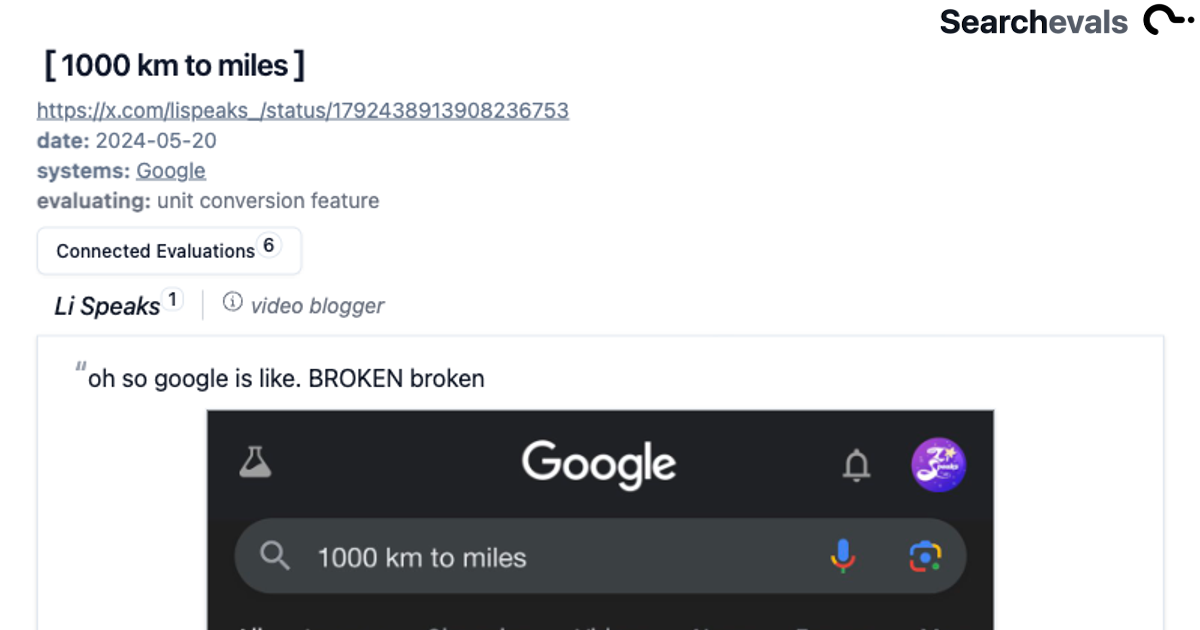 Searchevals
[ 1000 km to miles ]
https://x.com/lispeaks_/status/1792438913908236753
date: 2024-05-20
systems: Google
evaluating: unit conversion feature
Connected Evaluations 6
Li Speaks 1 video blogger
"oh so google is like. BROKEN broken
Google
Li Speaks
1000 km to miles